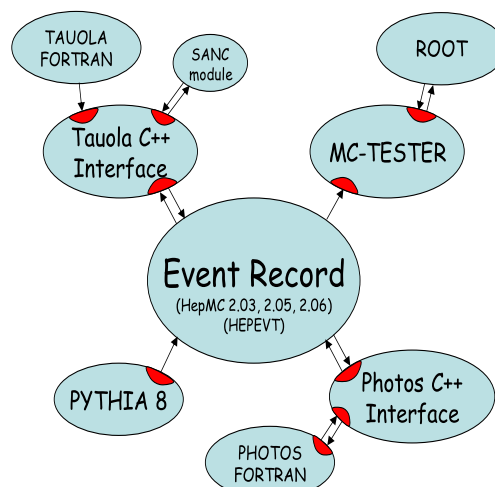 TAUOLA
FORTRAN
SANC
module
ROOT
Tauola C++
Interface
MC-TESTER
Event Record
(HepMC 2.03, 2.05, 2.06)
(HEPEVT)
PYTHIA 8
Photos C++
Interface
PHOTOS
FORTRAN